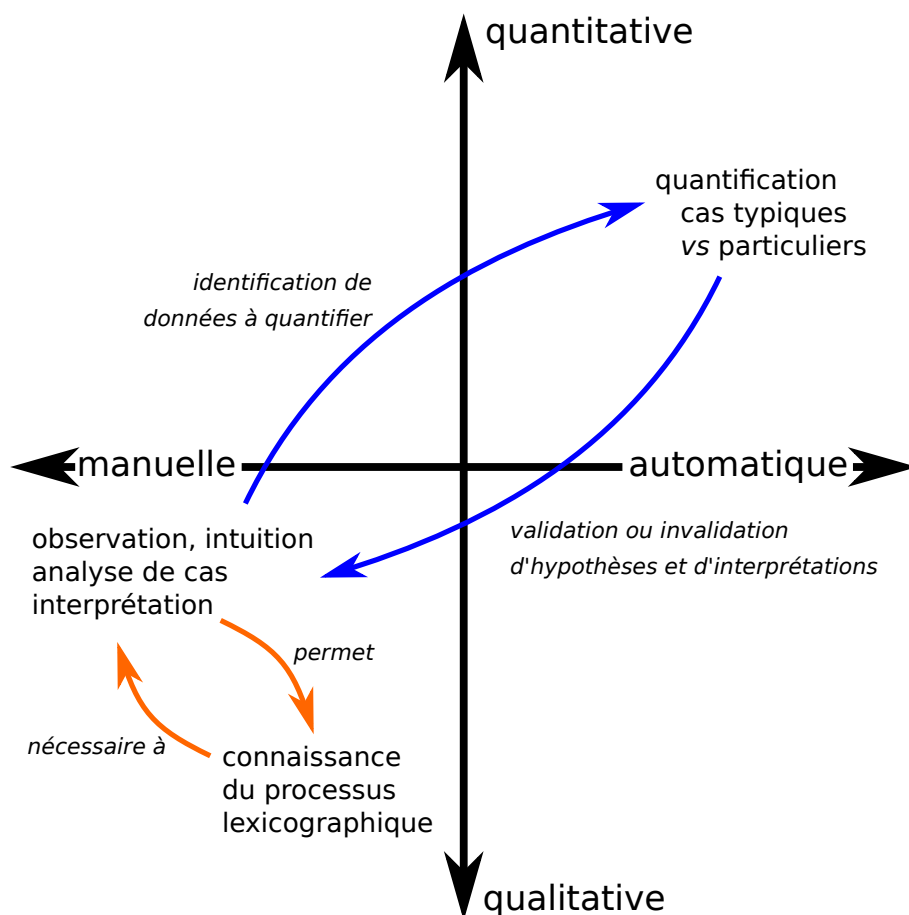 quantitative
quantification
cas typiques
vs particuliers
identification de
données à quantifier
manuelle
automatique
validation ou invalidation
d'hypothèses et d'interprétations
observation, intuition
analyse de cas
interprétation
permet
nécessaire à
connaissance
du processus
lexicographique
qualitative